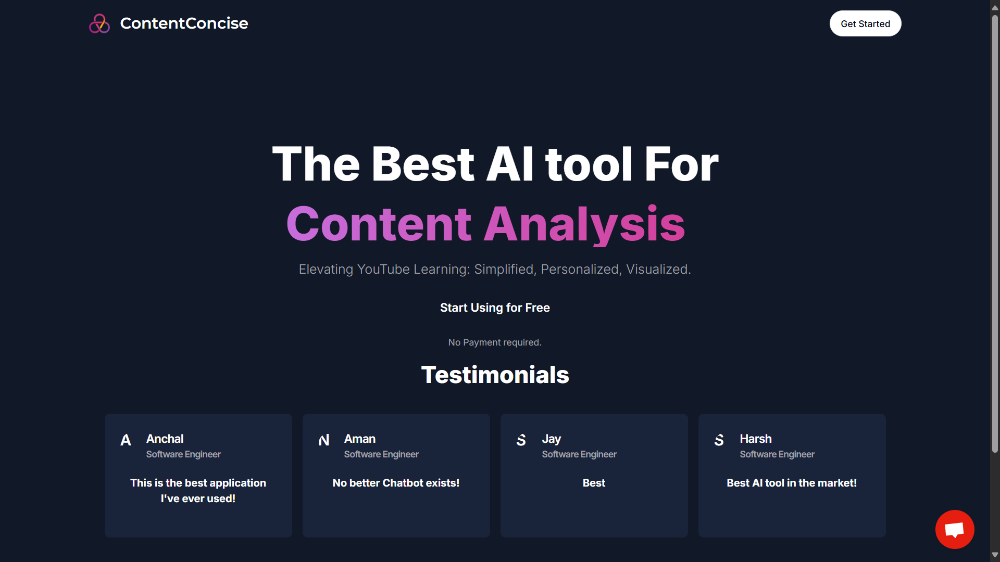 ContentConcise
Get Started
The Best AI tool For
Content Analysis
Elevating YouTube Learning: Simplified, Personalized, Visualized.
Start Using for Free
No Payment required.
Testimonials
A
Anchal
Software Engineer
This is the best application
I've ever used!
N
Aman
Software Engineer
No better Chatbot exists!
S
Jay
Software Engineer
Best
S
Harsh
Software Engineer
Best AI tool in the market!